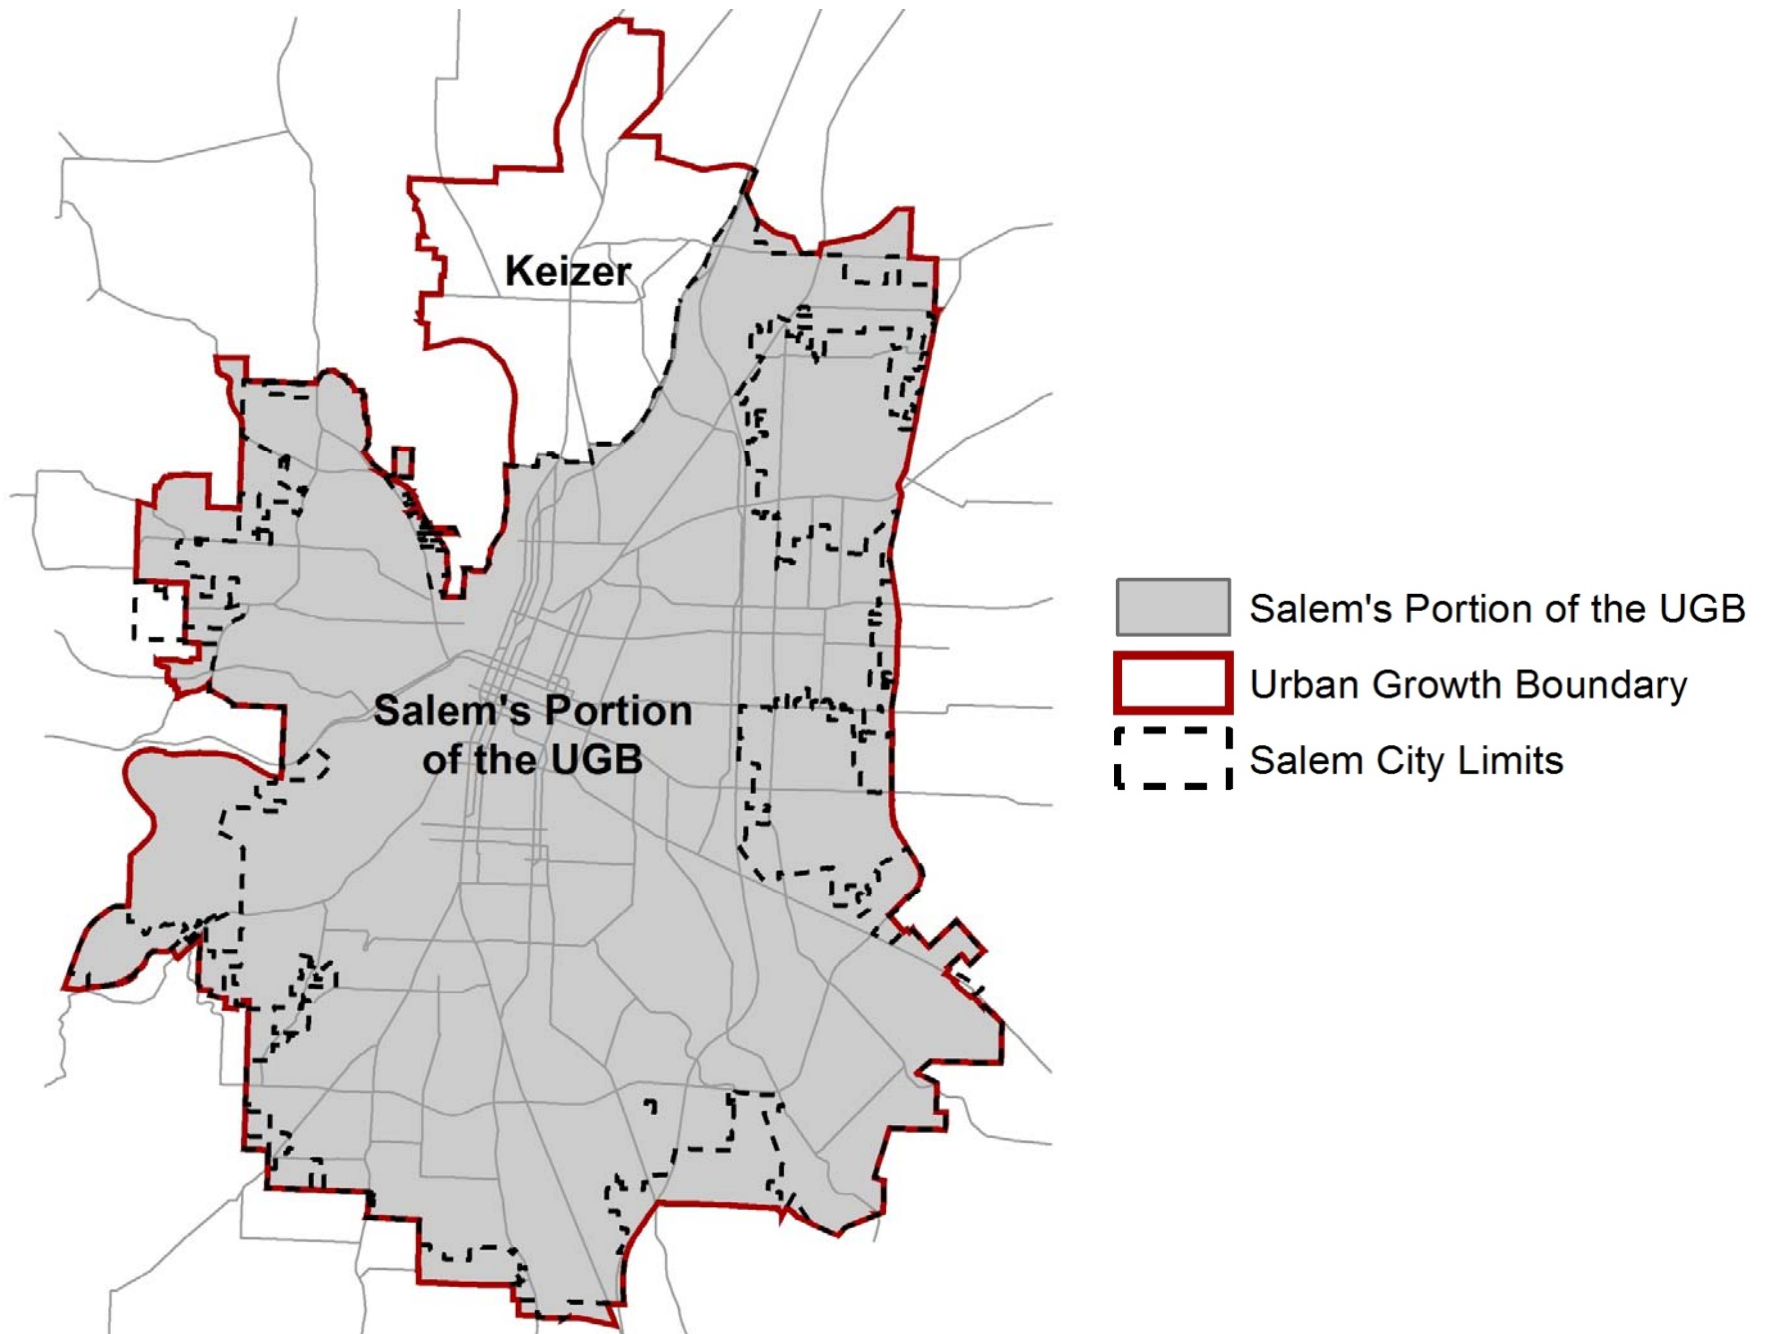 Keizer
Salem's Portion
of the UGB
Salem's Portion of the UGB
Urban Growth Boundary
Salem City Limits